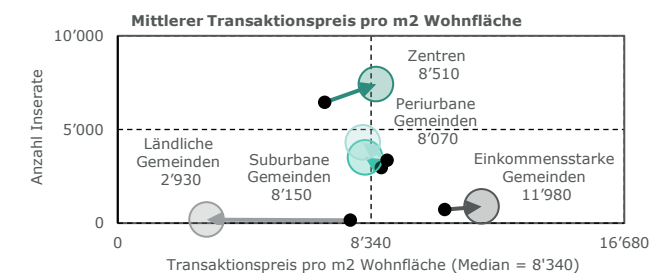 Mittlerer Transaktionspreis pro m2 Wohnfläche
10’000
Zentren
8’510
Periurbane
Gemeinden
8’070
Anzahl Inserate
5’000
Ländliche
Gemeinden
2’930
Suburbane
Gemeinden
8’150
Einkommensstarke
Gemeinden
11’980
0
0
8’340
16’680
Transaktionspreis pro m2 Wohnfläche (Median = 8'340)